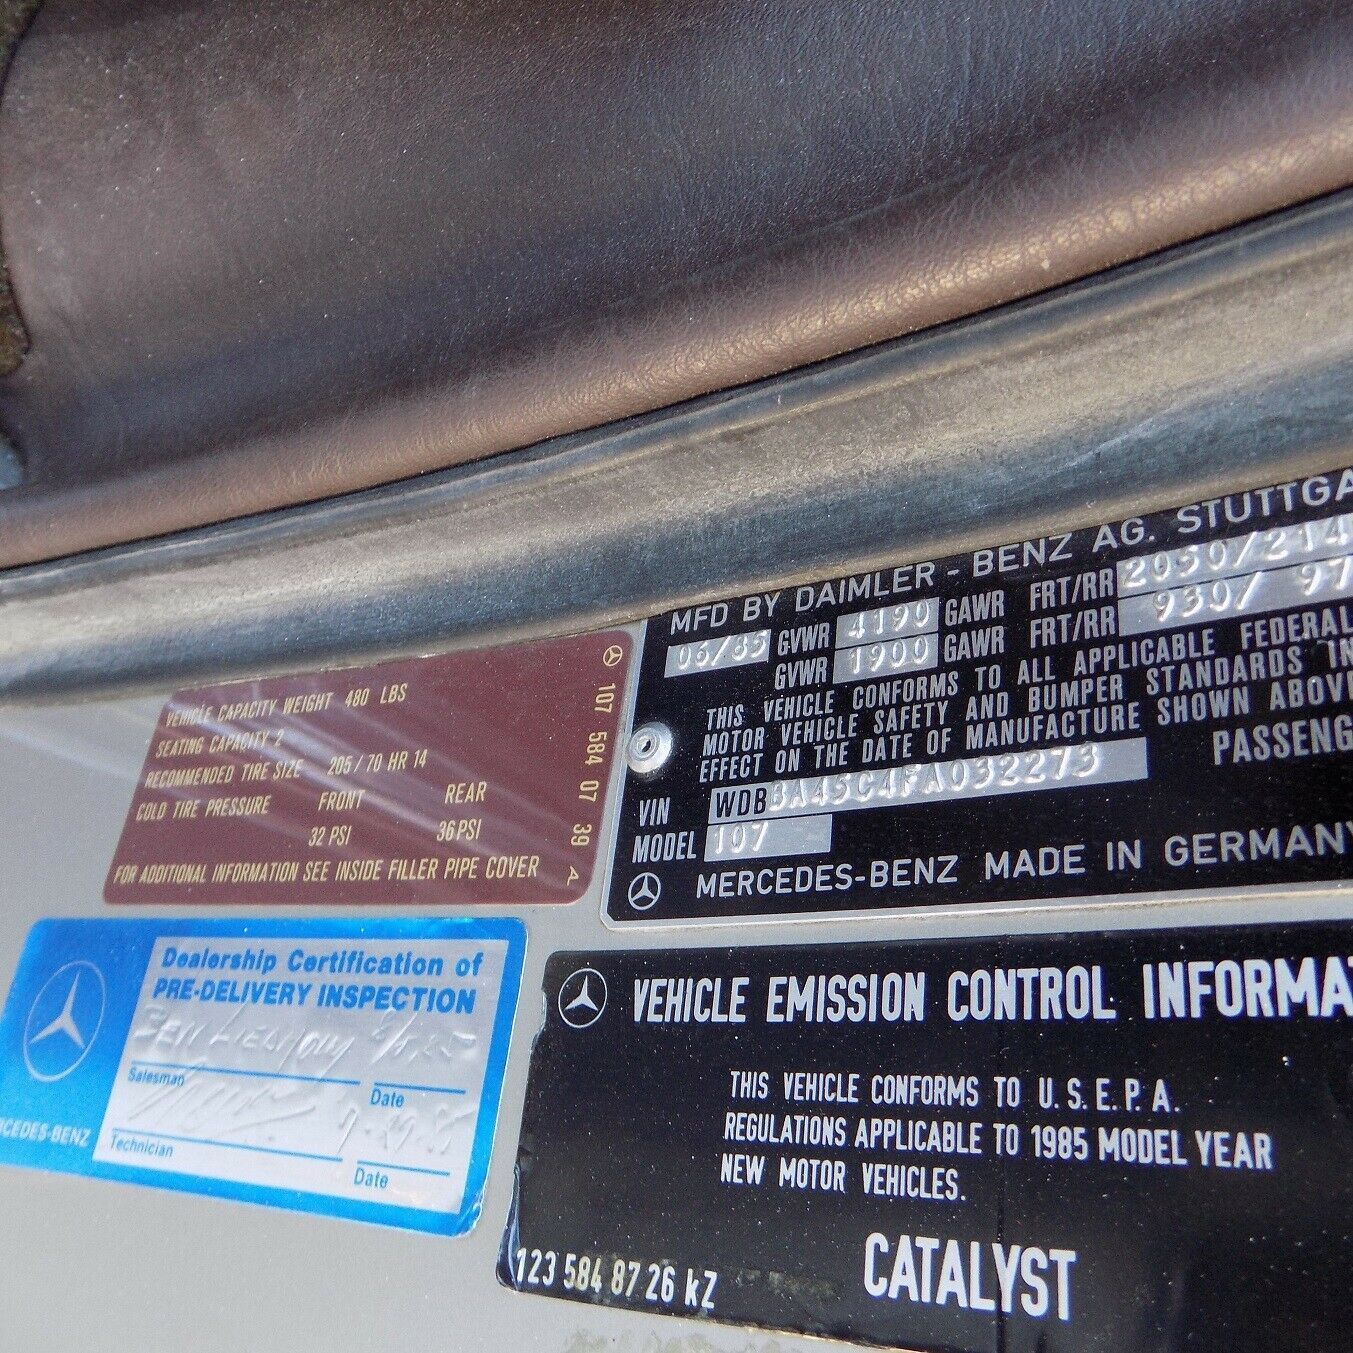 MFD BY DAIMLER-BENZ AG. STUTTGA
06/85 GVWR 4190 GAWR FRT/RR 2050/214
GVWR 1900 GAWR FRT/RR 930/ 97
THIS VEHICLE CONFORMS TO ALL APPLICABLE FEDERAL
MOTOR VEHICLE SAFETY AND BUMPER STANDARDS IN
EFFECT ON THE DATE OF MANUFACTURE SHOWN ABOVE
PASSENG
VIN WDBBA45C4FA032273
MODEL 107
MERCEDES-BENZ MADE IN GERMANY
VEHICLE CAPACITY WEIGHT 480 LBS
SEATING CAPACITY 2
RECOMMENDED TIRE SIZE 205/70 HR 14
COLD TIRE PRESSURE FRONT REAR
32 PSI 36 PSI
FOR ADDITIONAL INFORMATION SEE INSIDE FILLER PIPE COVER
107 584 07 39 A
Dealership Certification of
PRE-DELIVERY INSPECTION
Salesman Date
Technician Date
RCEDES-BENZ
VEHICLE EMISSION CONTROL INFORMA
THIS VEHICLE CONFORMS TO U.S.E.P.A.
REGULATIONS APPLICABLE TO 1985 MODEL YEAR
NEW MOTOR VEHICLES.
CATALYST
123 584 87 26 kZ